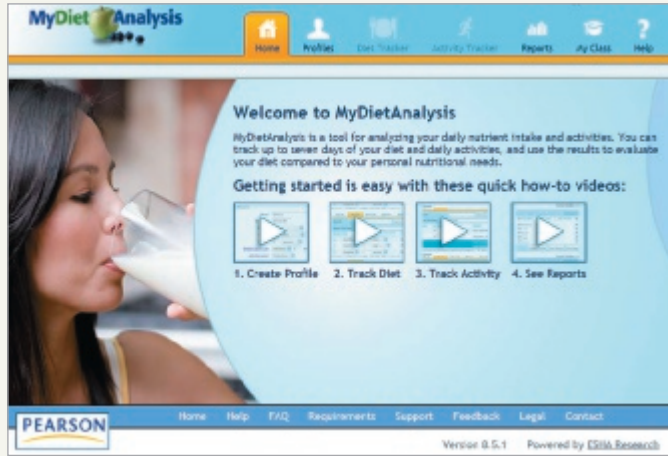 MyDiet Analysis
Home Profiles Diet Tracker Activity Tracker Reports My Class Help
Welcome to MyDietAnalysis
MyDietAnalysis is a tool for analyzing your daily nutrient intake and activities. You can
track up to seven days of your diet and daily activities, and use the results to evaluate
your diet compared to your personal nutritional needs.
Getting started is easy with these quick how-to videos:
1. Create Profile 2. Track Diet 3. Track Activity 4. See Reports
Home Help FAQ Requirements Support Feedback Legal Contact
PEARSON
Version 8.5.1 Powered by ESHA Research